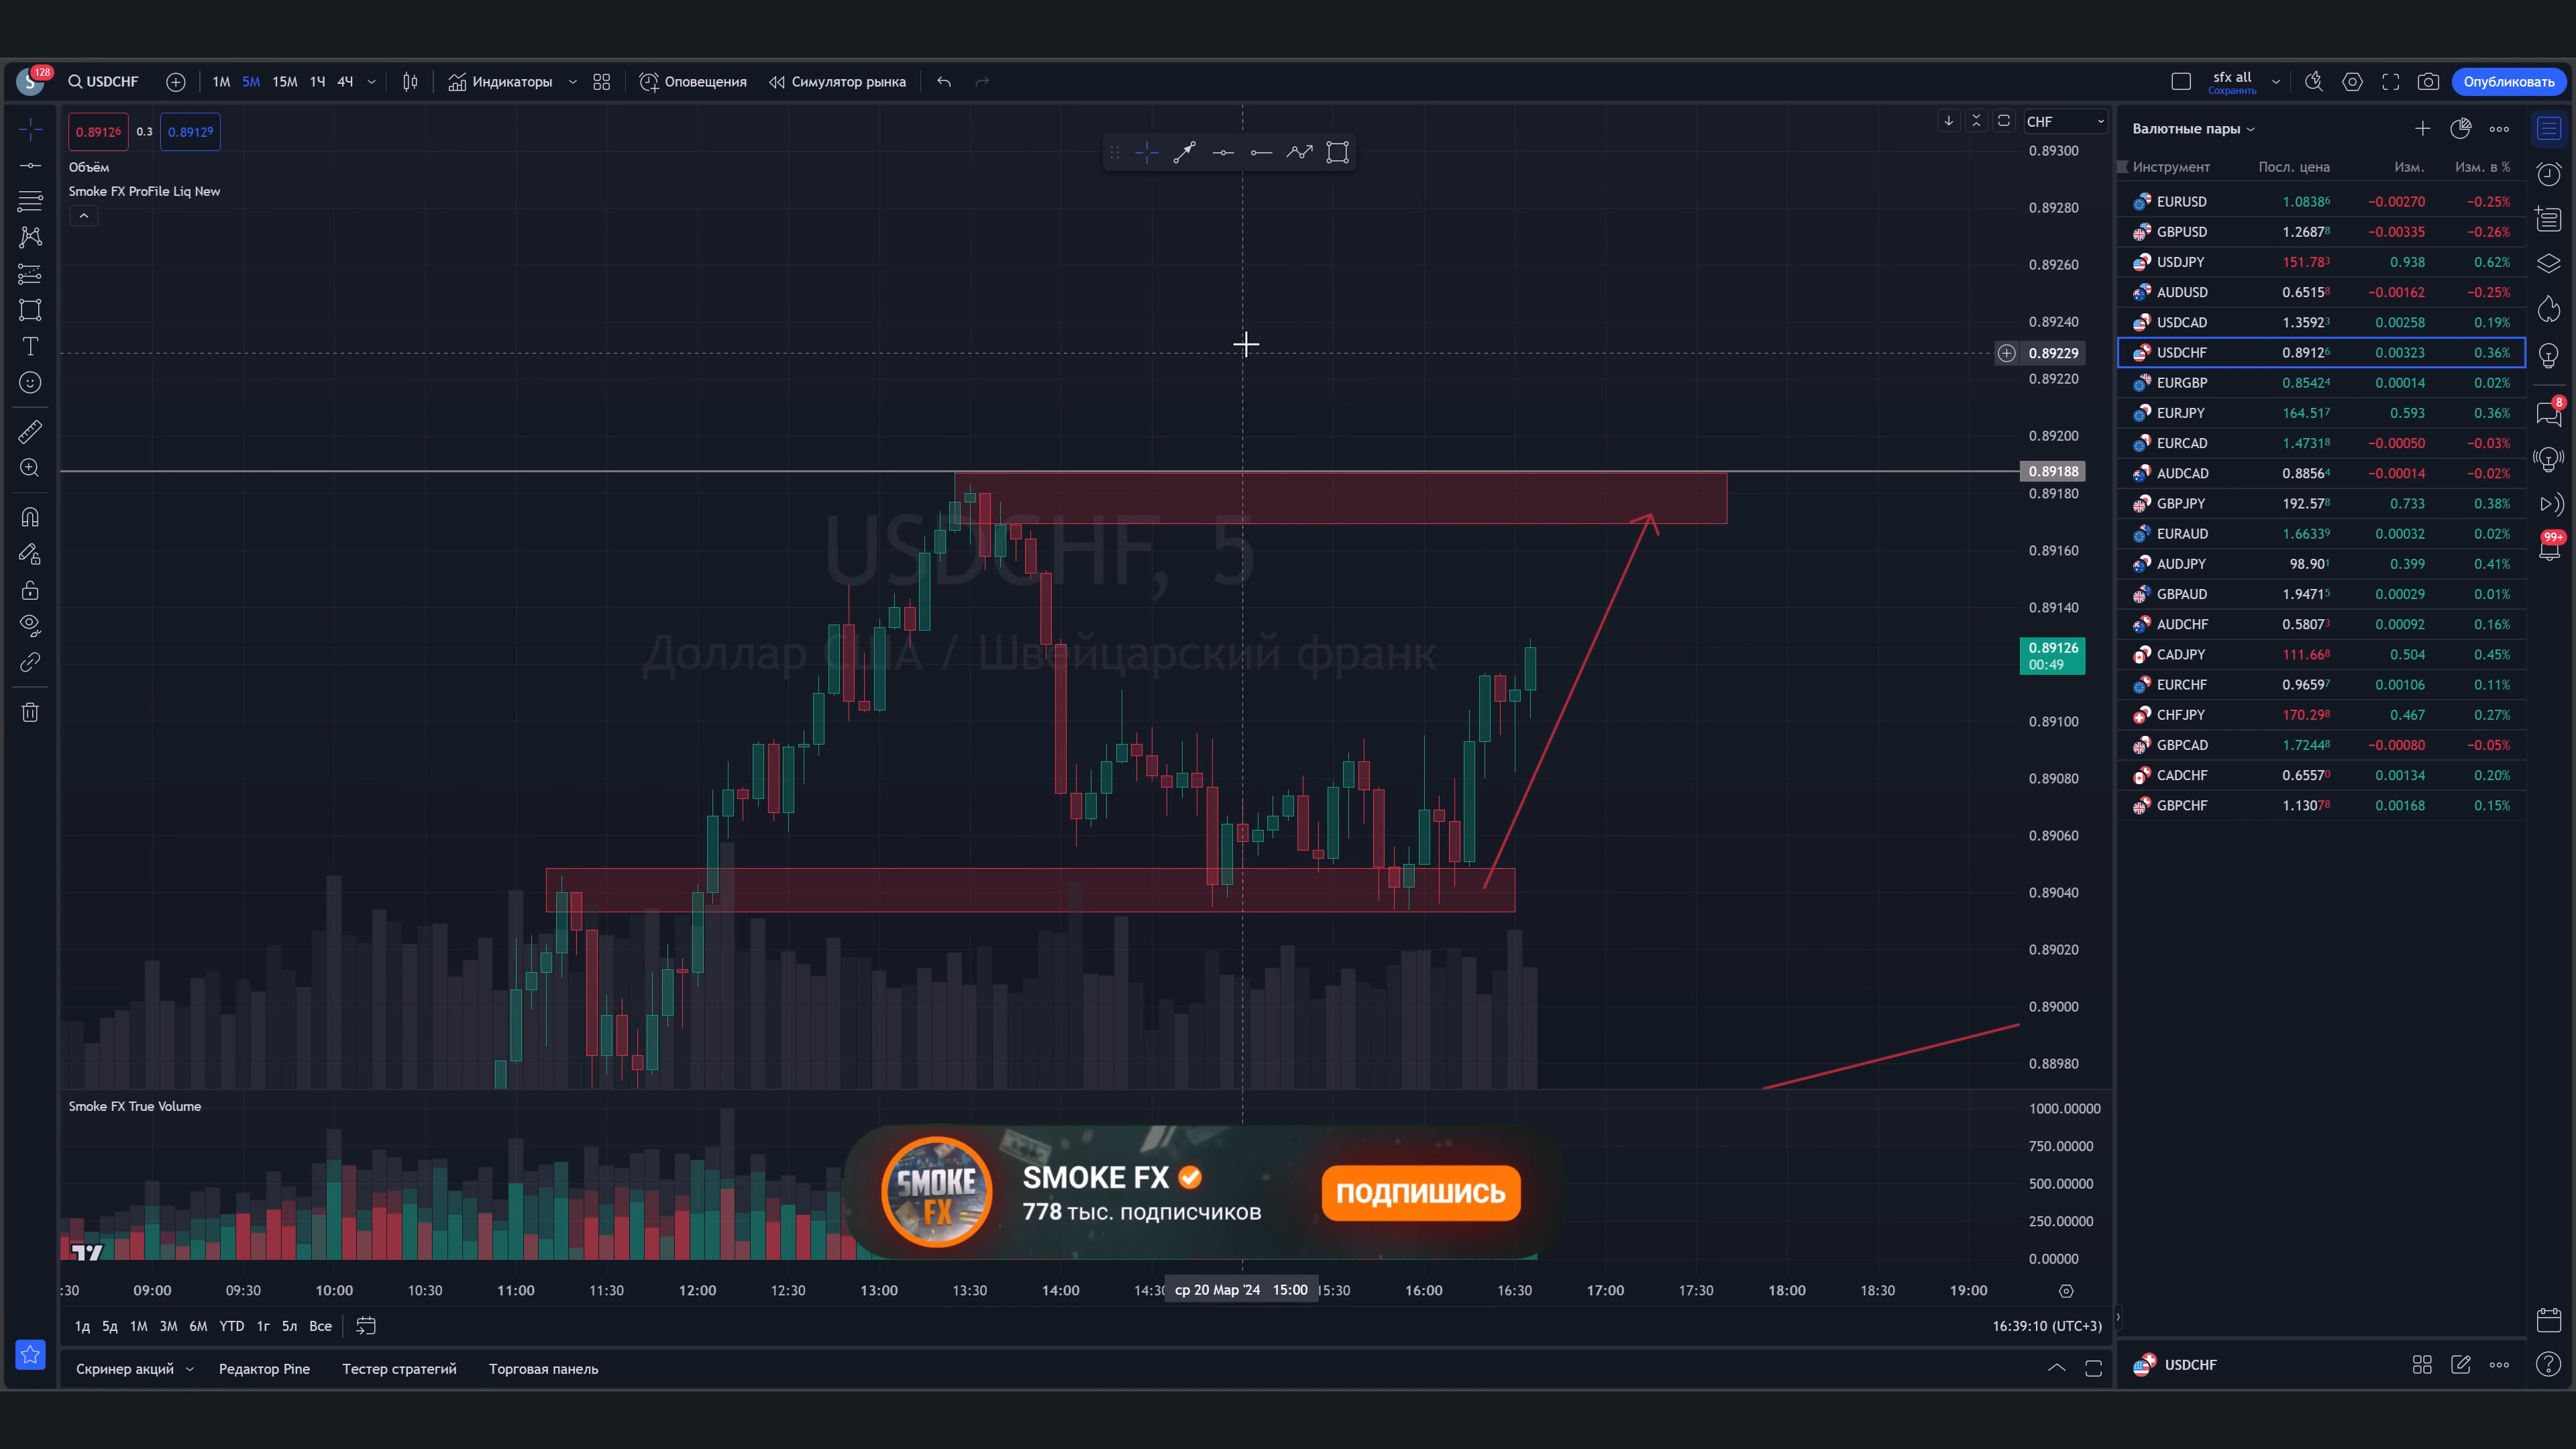 S 128 USDCHF 1М 5М 15М 1Ч 4Ч Индикаторы Оповещения Симулятор рынка sfx all Сохранить Опубликовать
0.89126 0.3 0.89129
Объём
Smoke FX ProFile Liq New
CHF
0.89300
0.89280
0.89260
0.89240
0.89229
0.89220
0.89200
0.89188
0.89180
0.89160
0.89140
0.89126
00:49
0.89100
0.89080
0.89060
0.89040
0.89020
0.89000
0.88980
USDCHF, 5
Доллар США / Швейцарский франк
Smoke FX True Volume
1000.00000
750.00000
500.00000
250.00000
0.00000
SMOKE FX
SMOKE FX
778 тыс. подписчиков
ПОДПИШИСЬ
:30 09:00 09:30 10:00 10:30 11:00 11:30 12:00 12:30 13:00 13:30 14:00 14:30 ср 20 Мар '24 15:00 15:30 16:00 16:30 17:00 17:30 18:00 18:30 19:00
1д 5д 1М 3М 6М YTD 1г 5л Все 16:39:10 (UTC+3)
Скринер акций Редактор Pine Тестер стратегий Торговая панель
Валютные пары
Инструмент Посл. цена Изм. Изм. в %
EURUSD 1.08386 −0.00270 −0.25%
GBPUSD 1.26878 −0.00335 −0.26%
USDJPY 151.783 0.938 0.62%
AUDUSD 0.65158 −0.00162 −0.25%
USDCAD 1.35923 0.00258 0.19%
USDCHF 0.89126 0.00323 0.36%
EURGBP 0.85424 0.00014 0.02%
EURJPY 164.517 0.593 0.36%
EURCAD 1.47318 −0.00050 −0.03%
AUDCAD 0.88564 −0.00014 −0.02%
GBPJPY 192.578 0.733 0.38%
EURAUD 1.66339 0.00032 0.02%
AUDJPY 98.901 0.399 0.41%
GBPAUD 1.94715 0.00029 0.01%
AUDCHF 0.58073 0.00092 0.16%
CADJPY 111.668 0.504 0.45%
EURCHF 0.96597 0.00106 0.11%
CHFJPY 170.298 0.467 0.27%
GBPCAD 1.72448 −0.00080 −0.05%
CADCHF 0.65570 0.00134 0.20%
GBPCHF 1.13078 0.00168 0.15%
8
99+
USDCHF